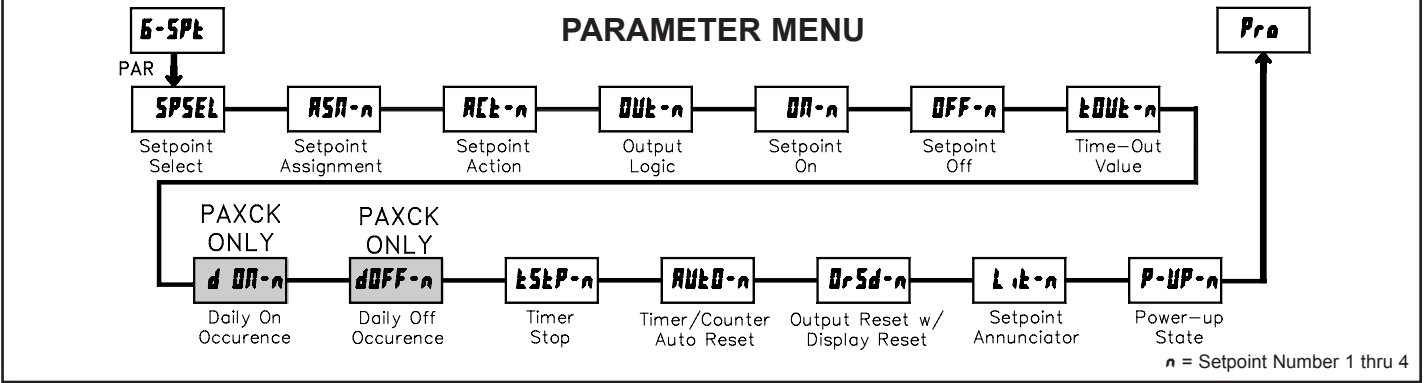 6-SPt
PARAMETER MENU
Pro
PAR
SPSEL
ASN-n
ACt-n
OUt-n
ON-n
OFF-n
tOUt-n
Setpoint Select
Setpoint Assignment
Setpoint Action
Output Logic
Setpoint On
Setpoint Off
Time-Out Value
PAXCK ONLY
PAXCK ONLY
d ON-n
dOFF-n
tStP-n
AUtO-n
OrSd-n
Lit-n
P-UP-n
Daily On Occurence
Daily Off Occurence
Timer Stop
Timer/Counter Auto Reset
Output Reset w/ Display Reset
Setpoint Annunciator
Power-up State
n = Setpoint Number 1 thru 4